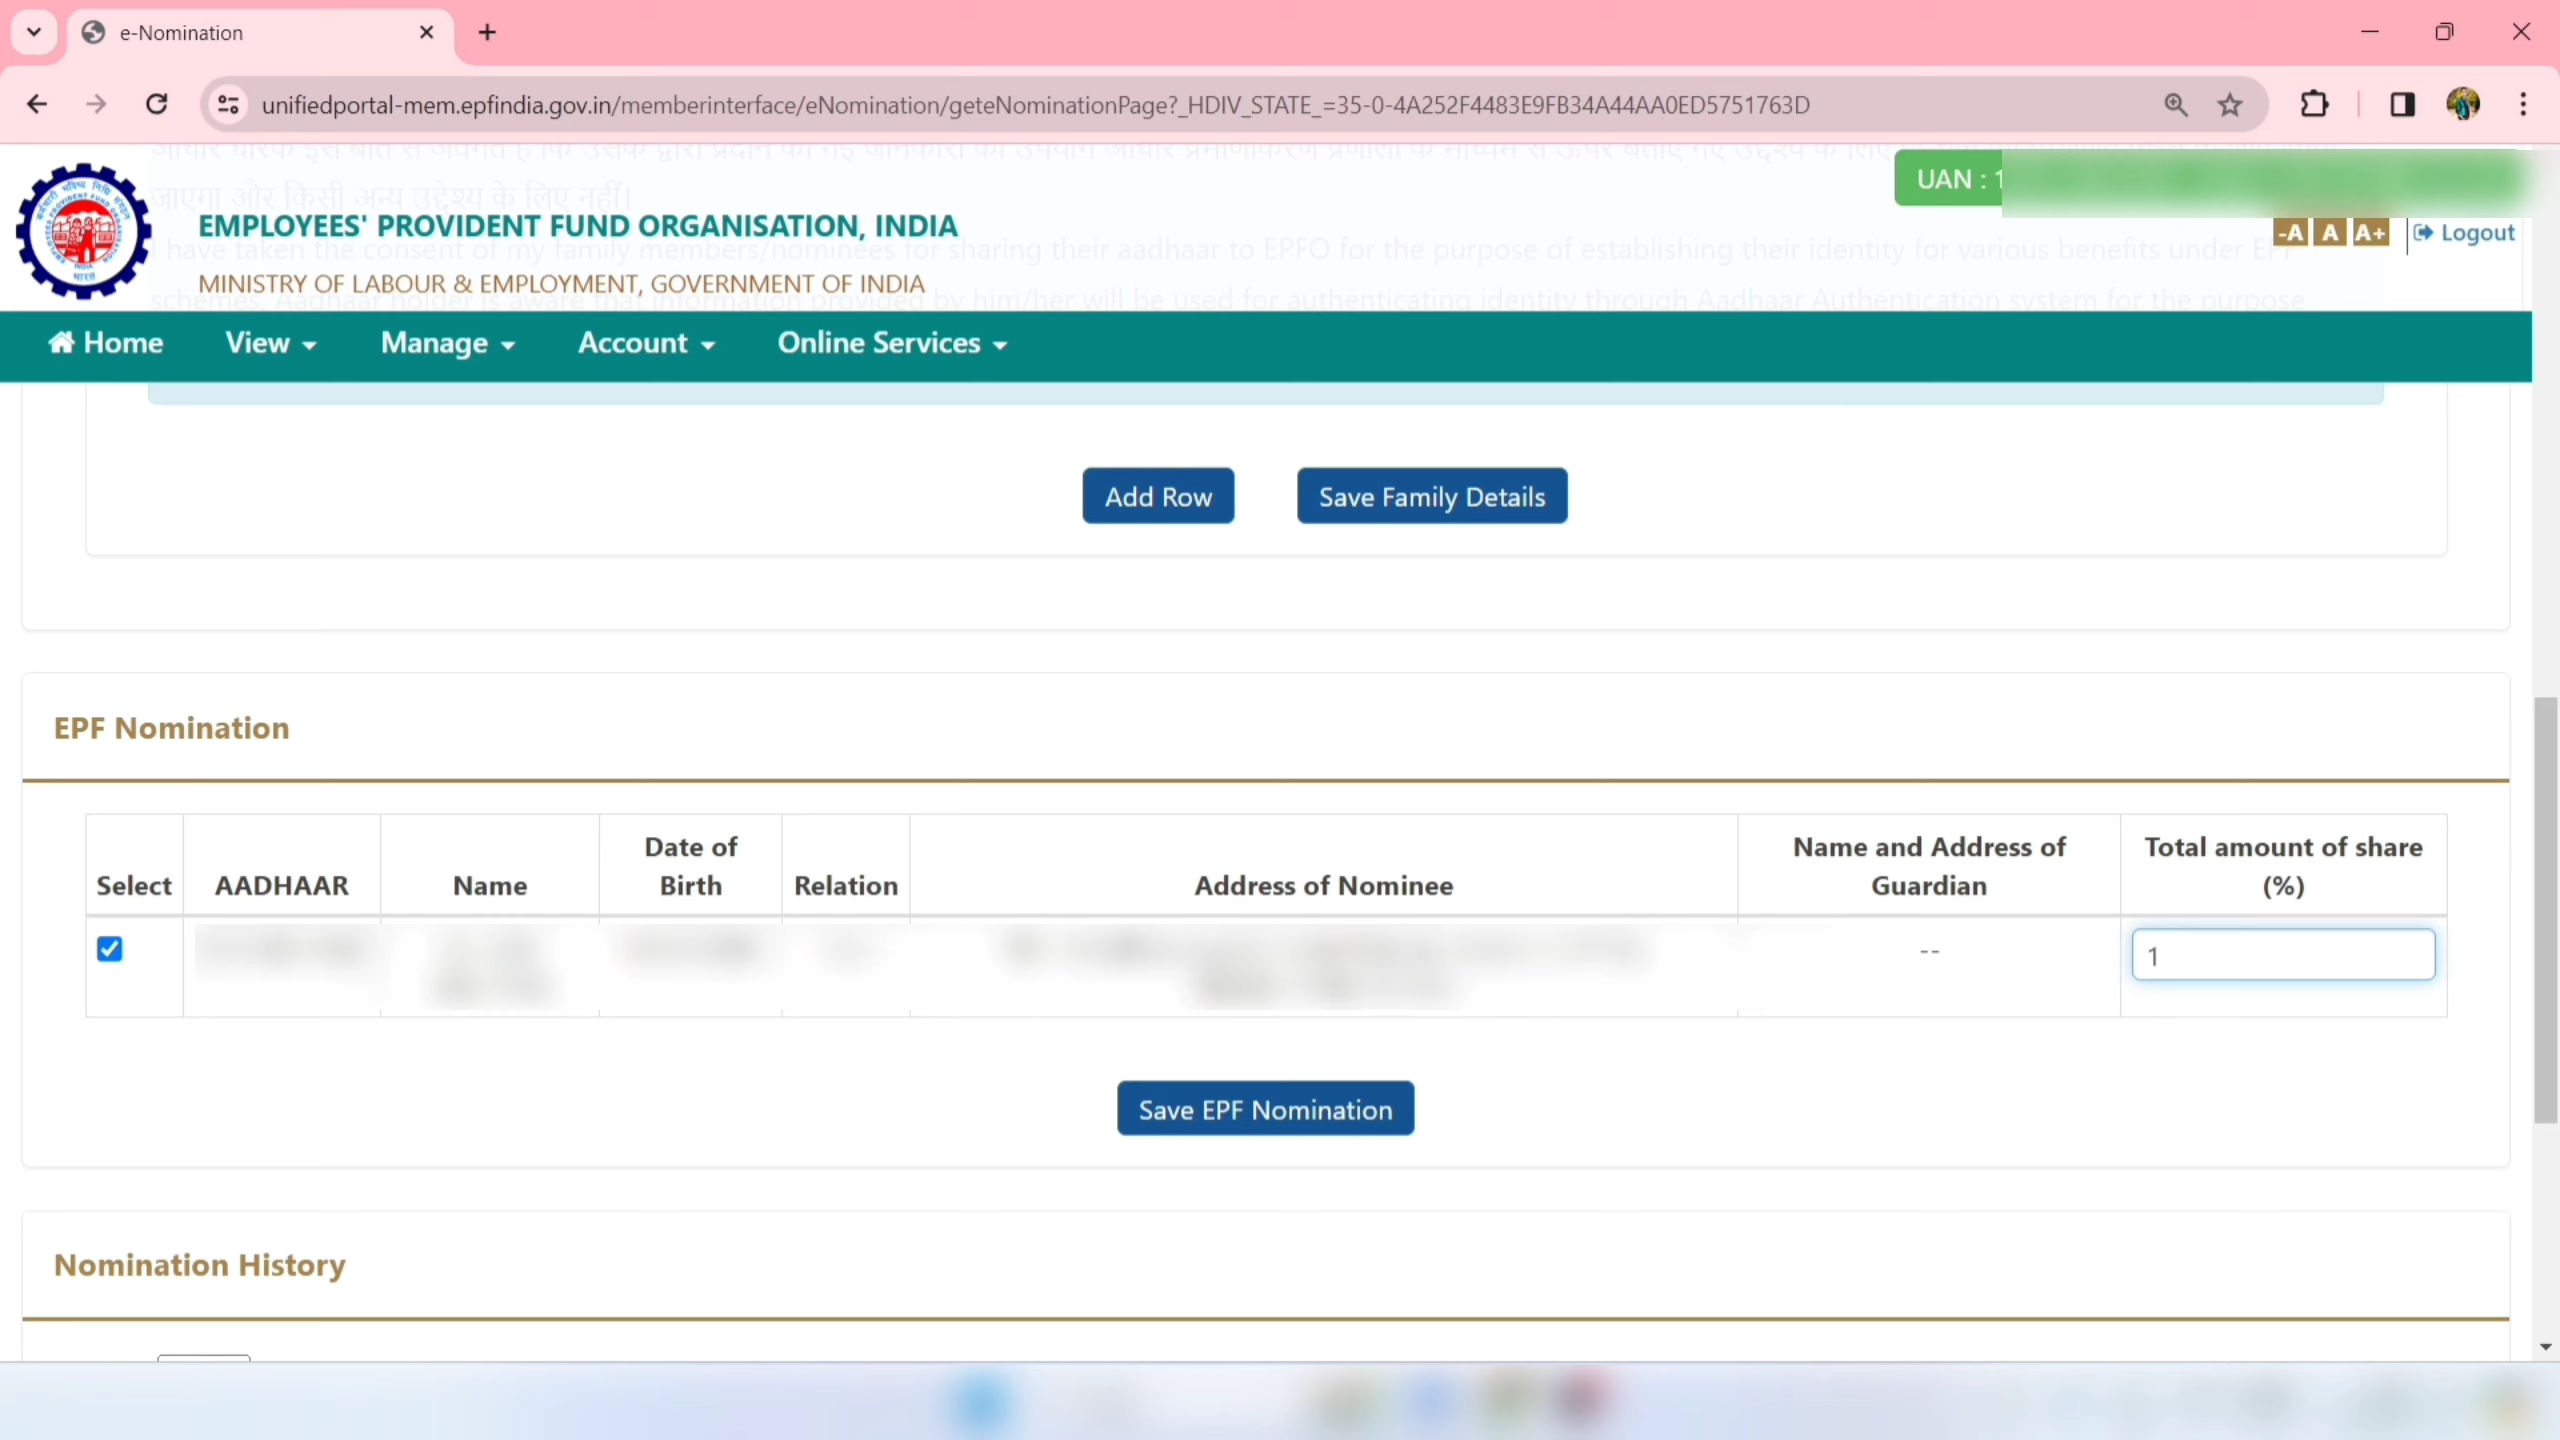 e-Nomination
unifiedportal-mem.epfindia.gov.in/memberinterface/eNomination/geteNominationPage?_HDIV_STATE_=35-0-4A252F4483E9FB34A44AA0ED5751763D
जाएगा और किसी अन्य उद्देश्य के लिए नहीं।
UAN : 1
EMPLOYEES' PROVIDENT FUND ORGANISATION, INDIA
-A A A+ Logout
I have taken the consent of my family members/nominees for sharing their aadhaar to EPFO for the purpose of establishing their identity for various benefits under EPF
MINISTRY OF LABOUR & EMPLOYMENT, GOVERNMENT OF INDIA
schemes. Aadhaar holder is aware that information provided by him/her will be used for authenticating identity through Aadhaar Authentication system for the purpose
Home View Manage Account Online Services
Add Row Save Family Details
EPF Nomination
Select AADHAAR Name Date of Birth Relation Address of Nominee Name and Address of Guardian Total amount of share (%)
-- 1
Save EPF Nomination
Nomination History